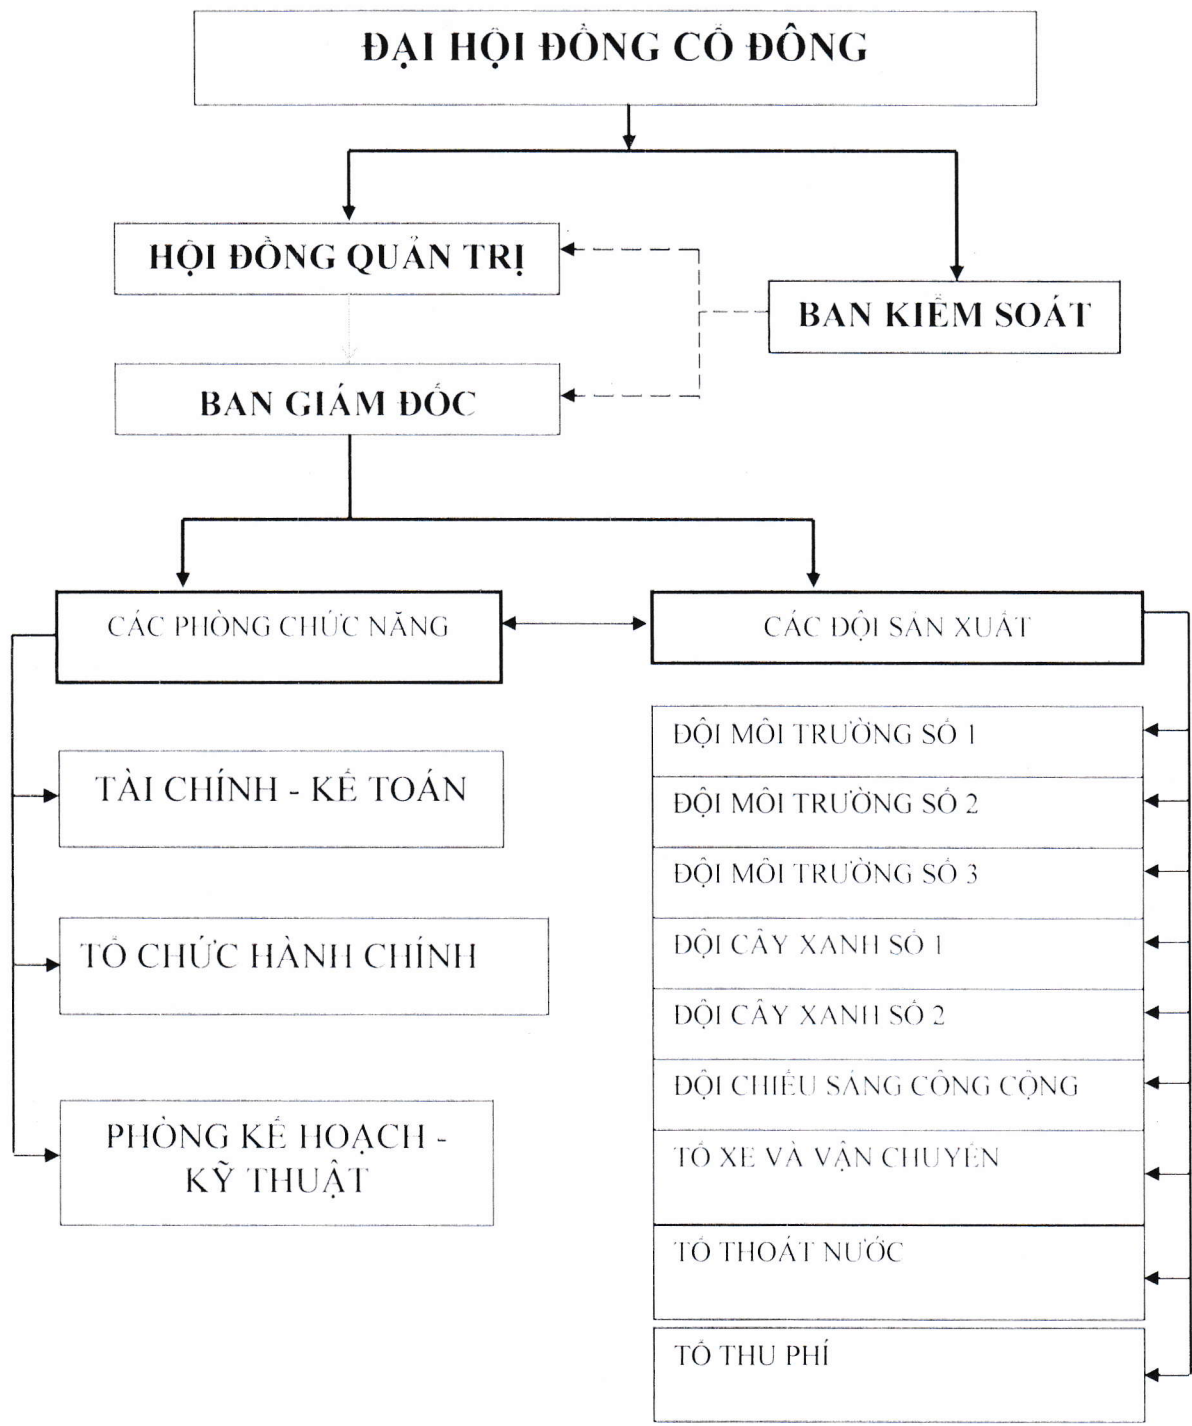 ĐẠI HỘI ĐỒNG CỔ ĐÔNG
HỘI ĐỒNG QUẢN TRỊ
BAN KIỂM SOÁT
BAN GIÁM ĐỐC
CÁC PHÒNG CHỨC NĂNG
CÁC ĐỘI SẢN XUẤT
TÀI CHÍNH - KẾ TOÁN
TỔ CHỨC HÀNH CHÍNH
PHÒNG KẾ HOẠCH -
KỸ THUẬT
ĐỘI MÔI TRƯỜNG SỐ 1
ĐỘI MÔI TRƯỜNG SỐ 2
ĐỘI MÔI TRƯỜNG SỐ 3
ĐỘI CÂY XANH SỐ 1
ĐỘI CÂY XANH SỐ 2
ĐỘI CHIẾU SÁNG CÔNG CỘNG
TỔ XE VÀ VẬN CHUYỂN
TỔ THOÁT NƯỚC
TỔ THU PHÍ